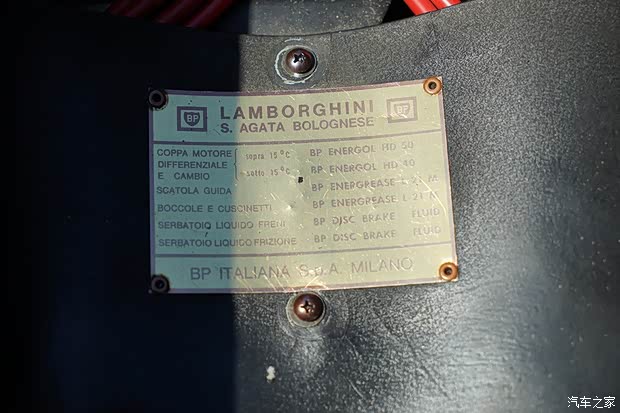 BP LAMBORGHINI BP
S. AGATA BOLOGNESE
COPPA MOTORE sopra 15°C BP ENERGOL HD 50
DIFFERENZIALE E CAMBIO sotto 15°C BP ENERGOL HD 40
SCATOLA GUIDA BP ENERGREASE L 21 M
BOCCOLE E CUSCINETTI BP ENERGREASE L 21 M
SERBATOIO LIQUIDO FRENI BP DISC BRAKE FLUID
SERBATOIO LIQUIDO FRIZIONE BP DISC BRAKE FLUID
BP ITALIANA S.p.A. MILANO
汽车之家